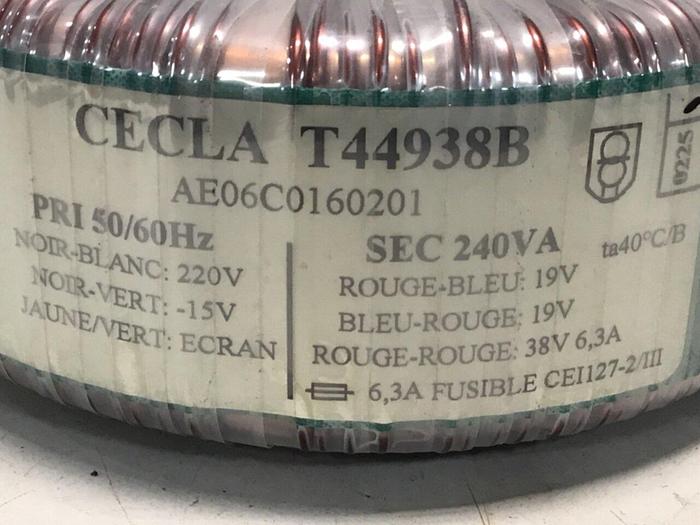 CECLA T44938B
AE06C0160201
0225
PRI 50/60Hz
NOIR-BLANC: 220V
NOIR-VERT: -15V
JAUNE/VERT: ECRAN
SEC 240VA
ta40°C/B
ROUGE-BLEU: 19V
BLEU-ROUGE: 19V
ROUGE-ROUGE: 38V 6,3A
6,3A FUSIBLE CEI127-2/III